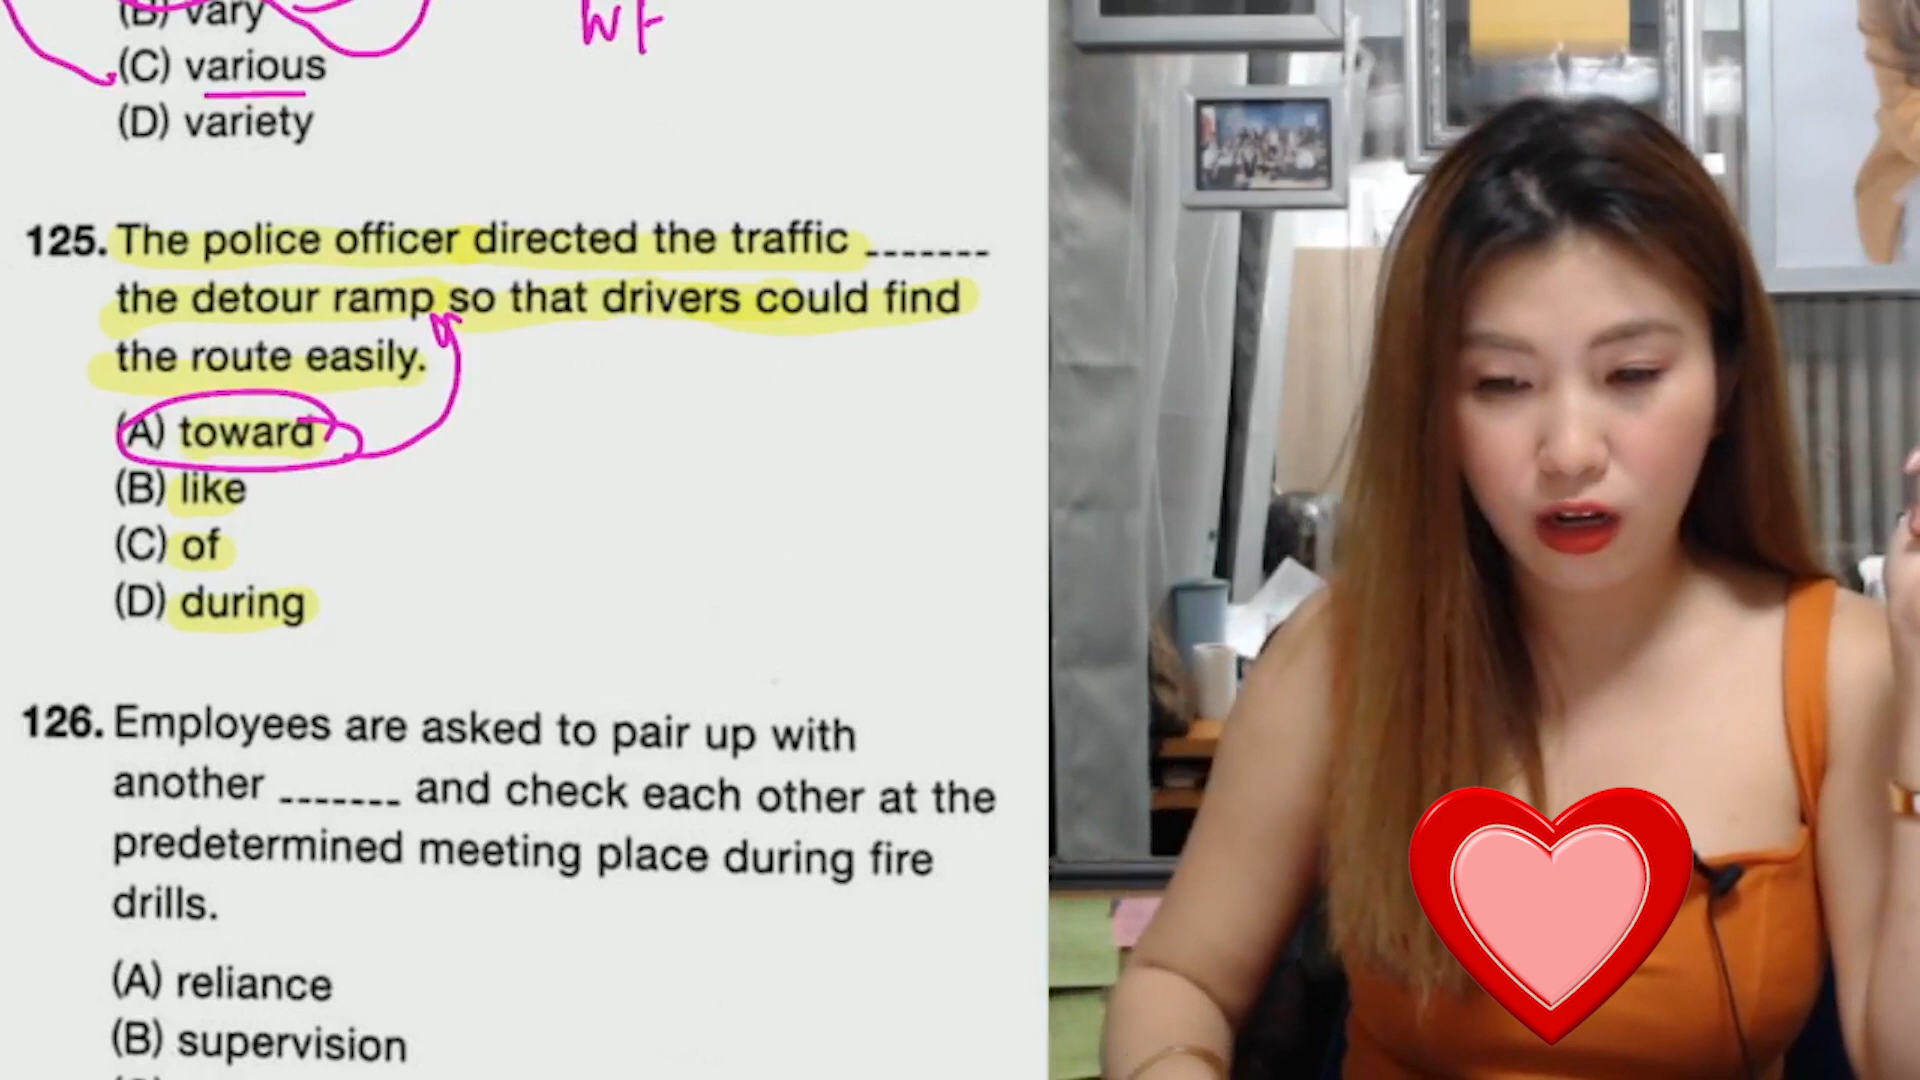 (B) vary
WF
(C) various
(D) variety
125. The police officer directed the traffic -------
the detour ramp so that drivers could find
the route easily.
(A) toward
(B) like
(C) of
(D) during
126. Employees are asked to pair up with
another ------- and check each other at the
predetermined meeting place during fire
drills.
(A) reliance
(B) supervision